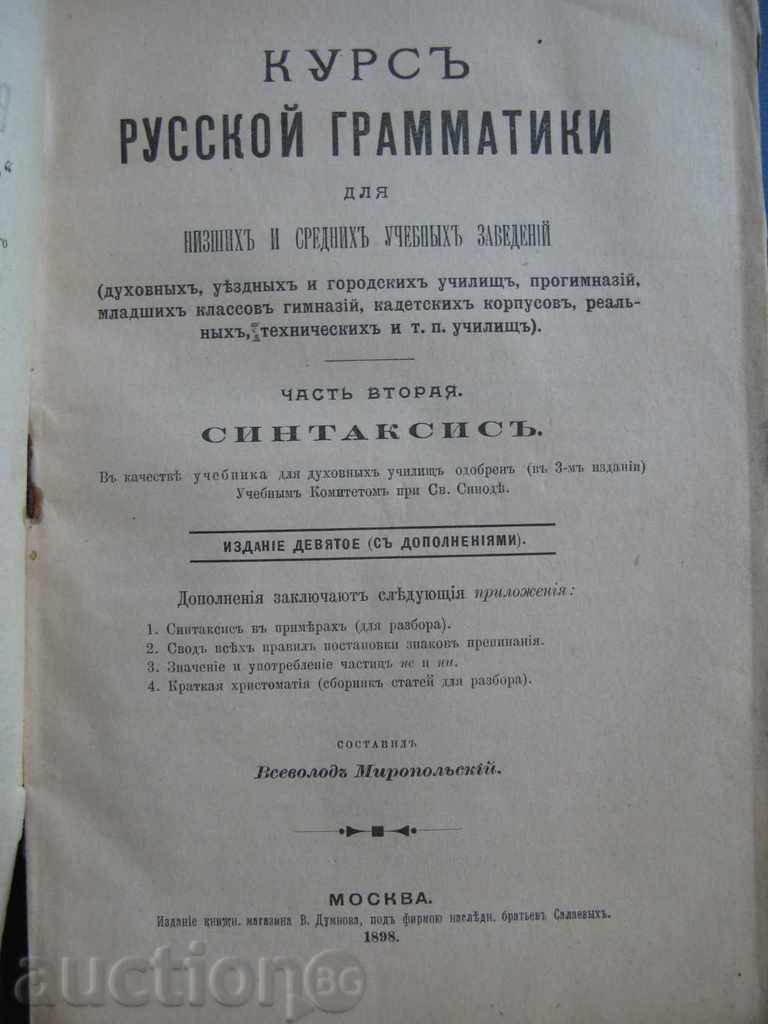 КУРСЪ
РУССКОЙ ГРАММАТИКИ
ДЛЯ
НИЗШИХЪ И СРЕДНИХЪ УЧЕБНЫХЪ ЗАВЕДЕНІЙ
(духовныхъ, уѣздныхъ и городскихъ училищъ, прогимназій,
младшихъ классовъ гимназій, кадетскихъ корпусовъ, реаль-
ныхъ, техническихъ и т. п. училищъ).
ЧАСТЬ ВТОРАЯ.
СИНТАКСИСЪ.
Въ качествѣ учебника для духовныхъ училищъ одобренъ (въ 3-мъ изданіи)
Учебнымъ Комитетомъ при Св. Синодѣ.
ИЗДАНІЕ ДЕВЯТОЕ (СЪ ДОПОЛНЕНІЯМИ).
Дополненія заключаютъ слѣдующія приложенія:
1. Синтаксисъ въ примѣрахъ (для разбора).
2. Сводъ всѣхъ правилъ постановки знаковъ препинанія.
3. Значеніе и употребленіе частицъ не и ни.
4. Краткая христоматія (сборникъ статей для разбора).
СОСТАВИЛЪ
Всеволодъ Миропольскій.
МОСКВА.
Изданіе книжн. магазина В. Думнова, подъ фирмою наслѣдн. братьевъ Салаевыхъ.
1898.
auctionBG